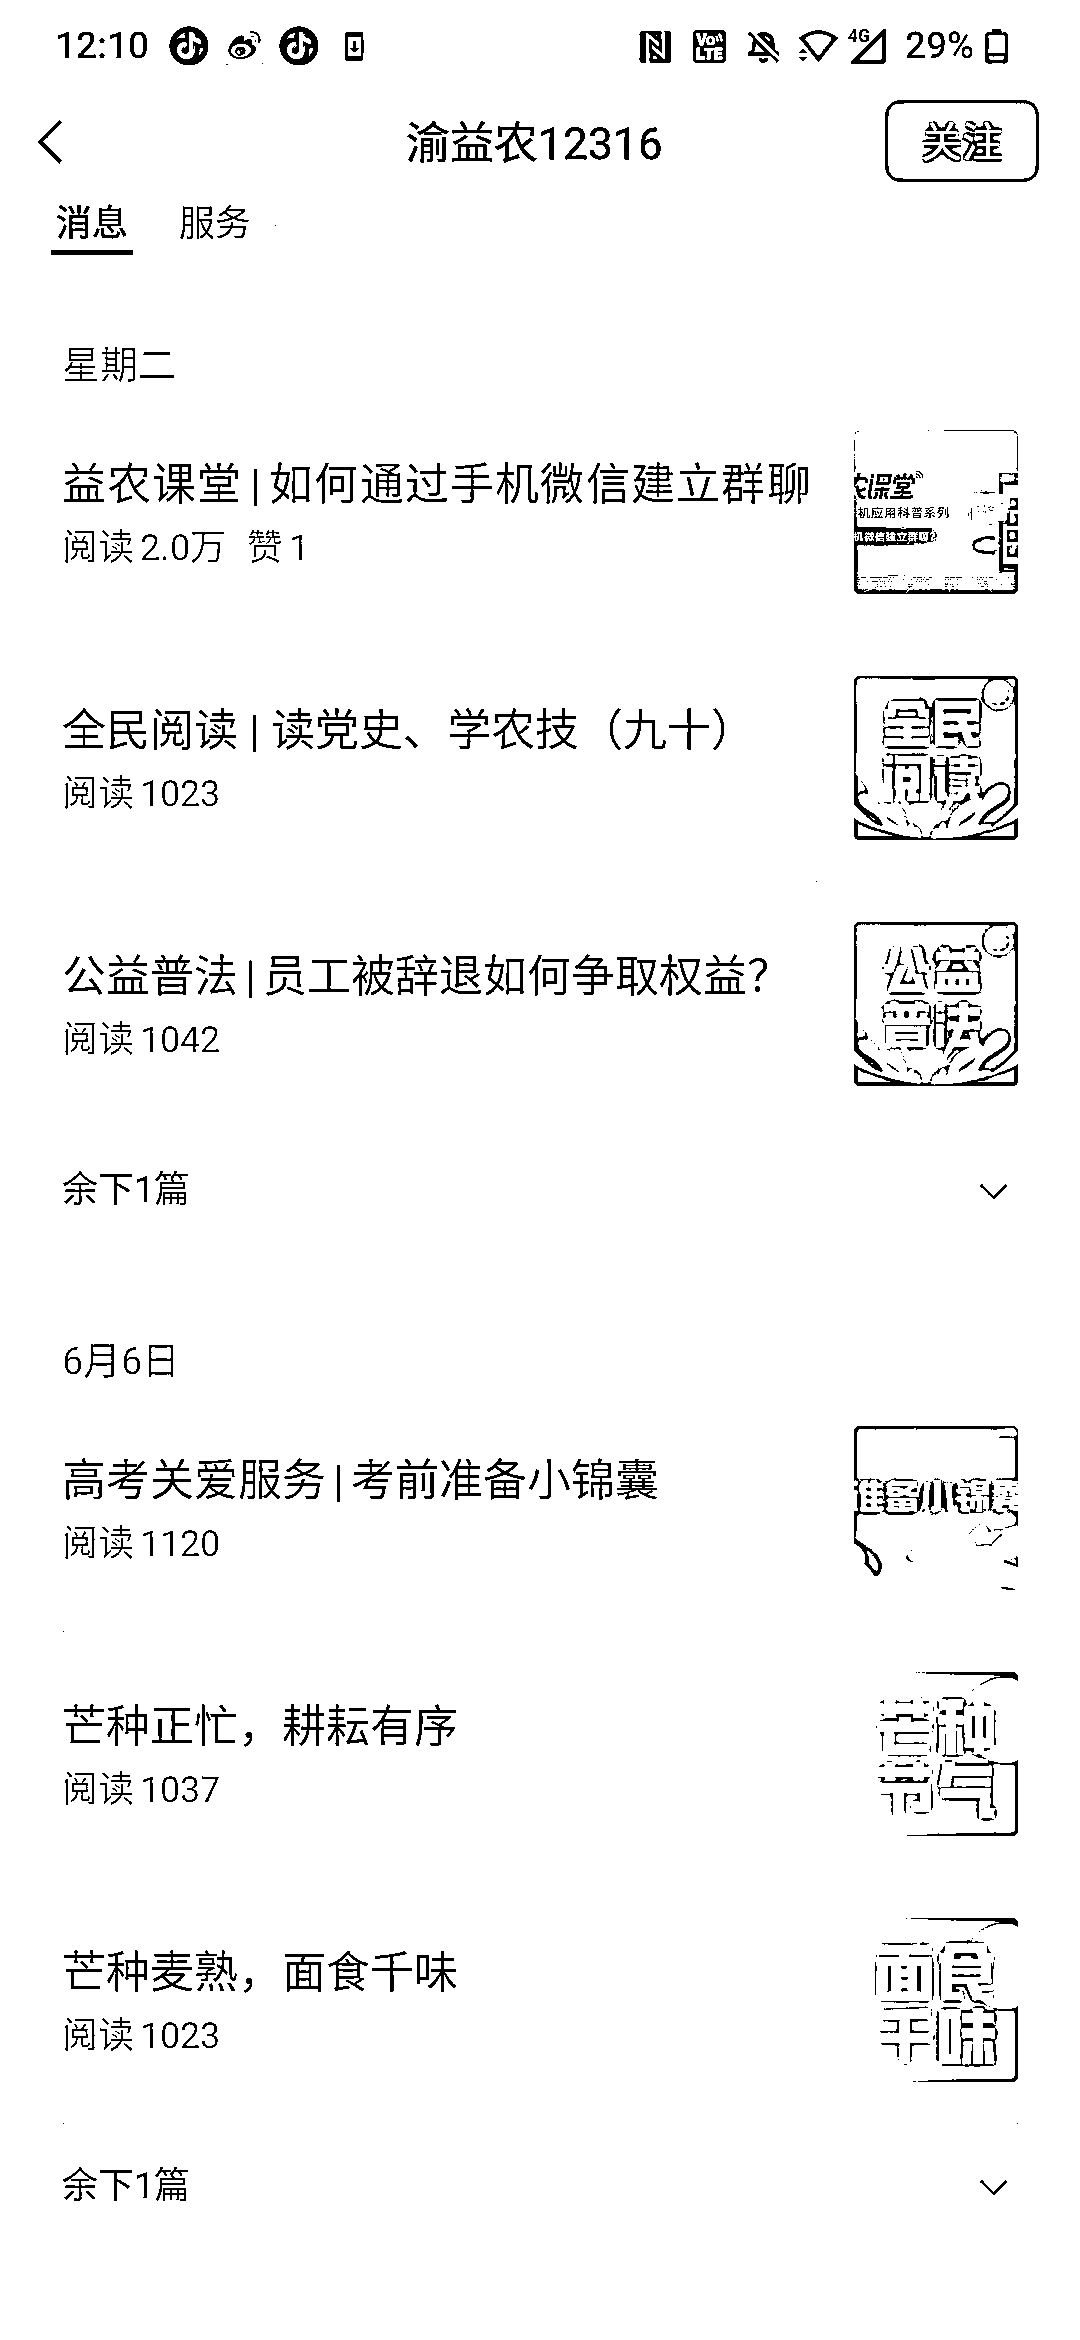 12:10 4G 29%
渝益农12316 关注
消息 服务
星期二
益农课堂 | 如何通过手机微信建立群聊
阅读 2.0万 赞 1
农课堂
机应用科普系列
机微信建立群聊?
全民阅读 | 读党史、学农技（九十）
阅读 1023
全民
阅读
公益普法 | 员工被辞退如何争取权益?
阅读 1042
公益
普法
余下1篇
6月6日
高考关爱服务 | 考前准备小锦囊
阅读 1120
准备小锦囊
芒种正忙，耕耘有序
阅读 1037
芒种
节气
芒种麦熟，面食千味
阅读 1023
面食
千味
余下1篇